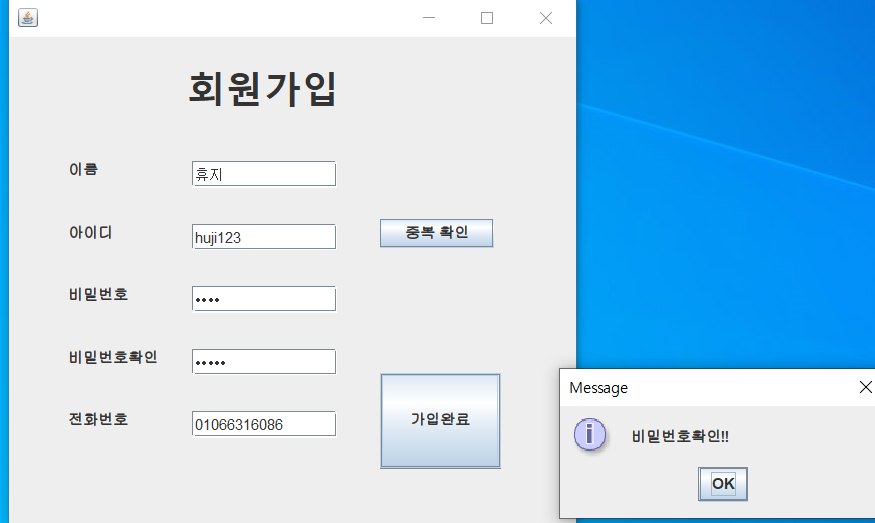 회원가입
이름
휴지
아이디
huji123
중복 확인
비밀번호
••••
비밀번호확인
•••••
전화번호
01066316086
가입완료
Message
비밀번호확인!!
OK